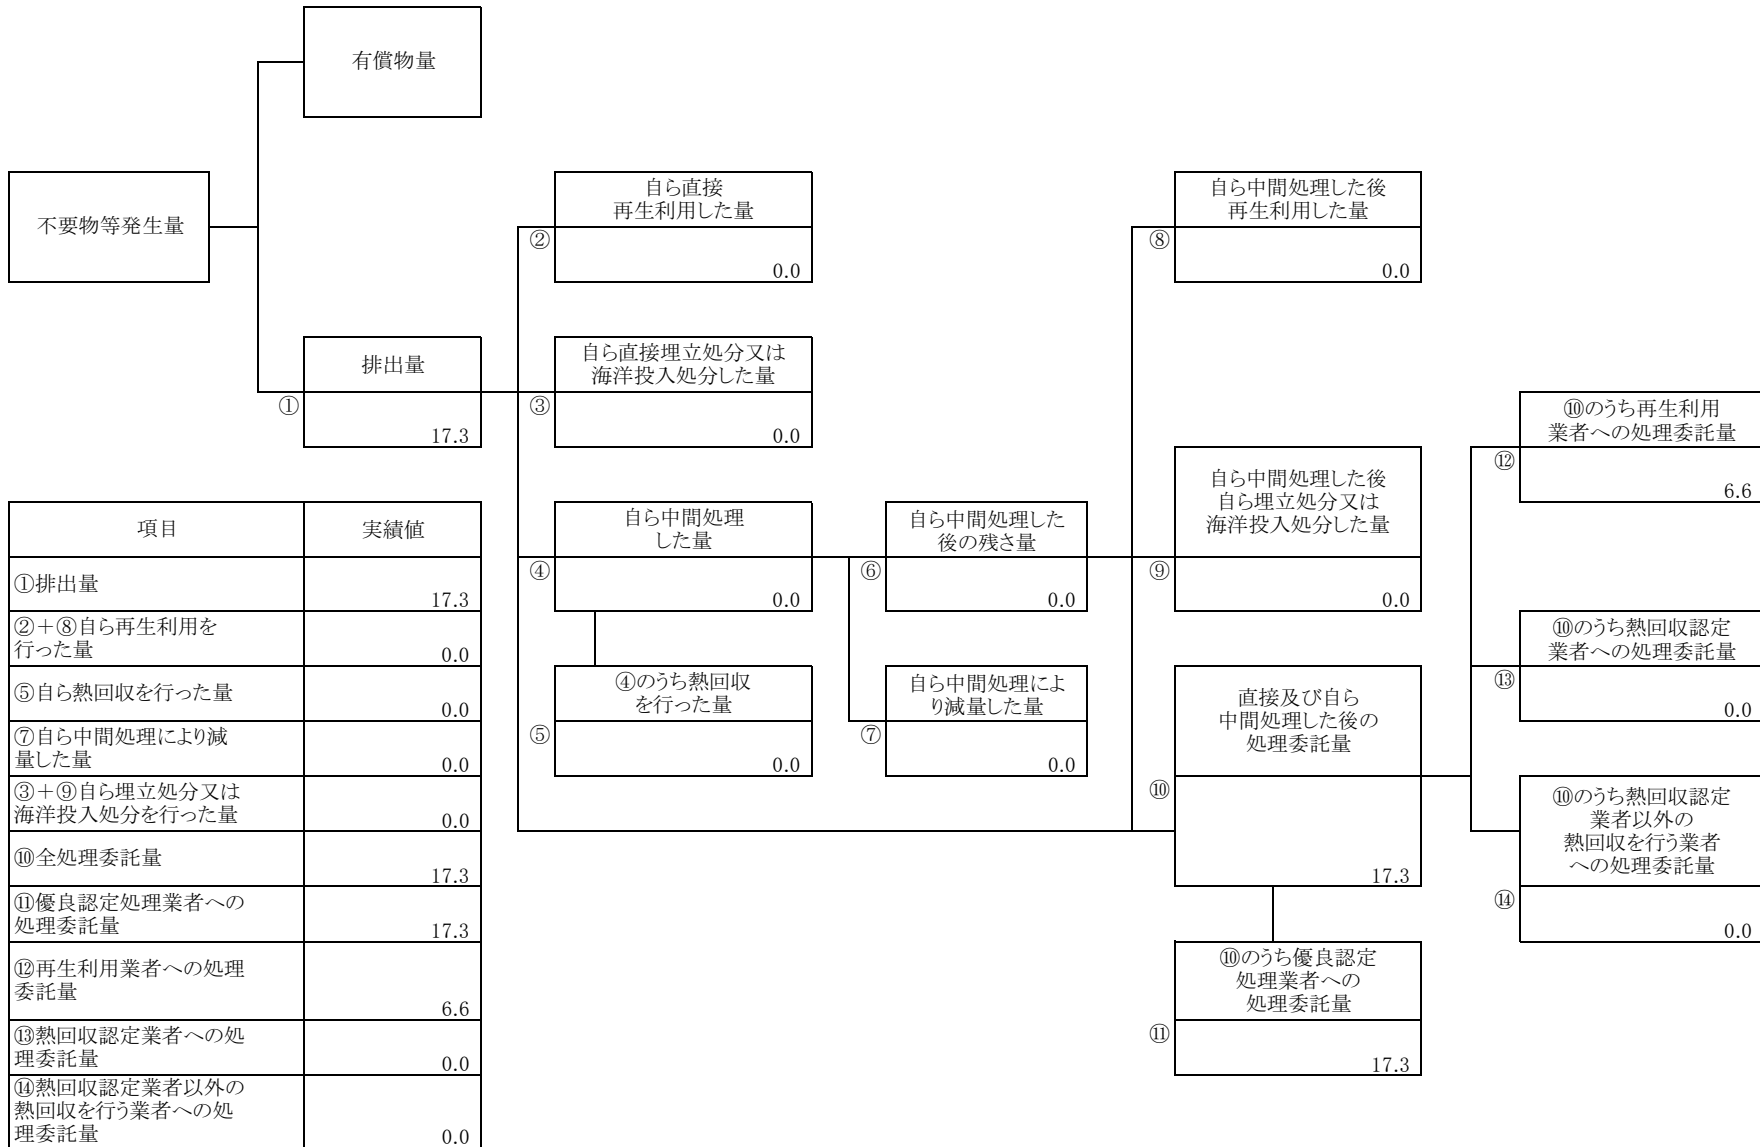 有償物量
不要物等発生量
排出量
①
17.3
自ら直接
再生利用した量
②
0.0
自ら直接埋立処分又は
海洋投入処分した量
③
0.0
自ら中間処理
した量
④
0.0
④のうち熱回収
を行った量
⑤
0.0
自ら中間処理した
後の残さ量
⑥
0.0
自ら中間処理によ
り減量した量
⑦
0.0
自ら中間処理した後
再生利用した量
⑧
0.0
自ら中間処理した後
自ら埋立処分又は
海洋投入処分した量
⑨
0.0
直接及び自ら
中間処理した後の
処理委託量
⑩
17.3
⑩のうち優良認定
処理業者への
処理委託量
⑪
17.3
⑩のうち再生利用
業者への処理委託量
⑫
6.6
⑩のうち熱回収認定
業者への処理委託量
⑬
0.0
⑩のうち熱回収認定
業者以外の
熱回収を行う業者
への処理委託量
⑭
0.0
項目 実績値
①排出量
17.3
②+⑧自ら再生利用を
行った量
0.0
⑤自ら熱回収を行った量
0.0
⑦自ら中間処理により減
量した量
0.0
③+⑨自ら埋立処分又は
海洋投入処分を行った量
0.0
⑩全処理委託量
17.3
⑪優良認定処理業者への
処理委託量
17.3
⑫再生利用業者への処理
委託量
6.6
⑬熱回収認定業者への処
理委託量
0.0
⑭熱回収認定業者以外の
熱回収を行う業者への処
理委託量
0.0